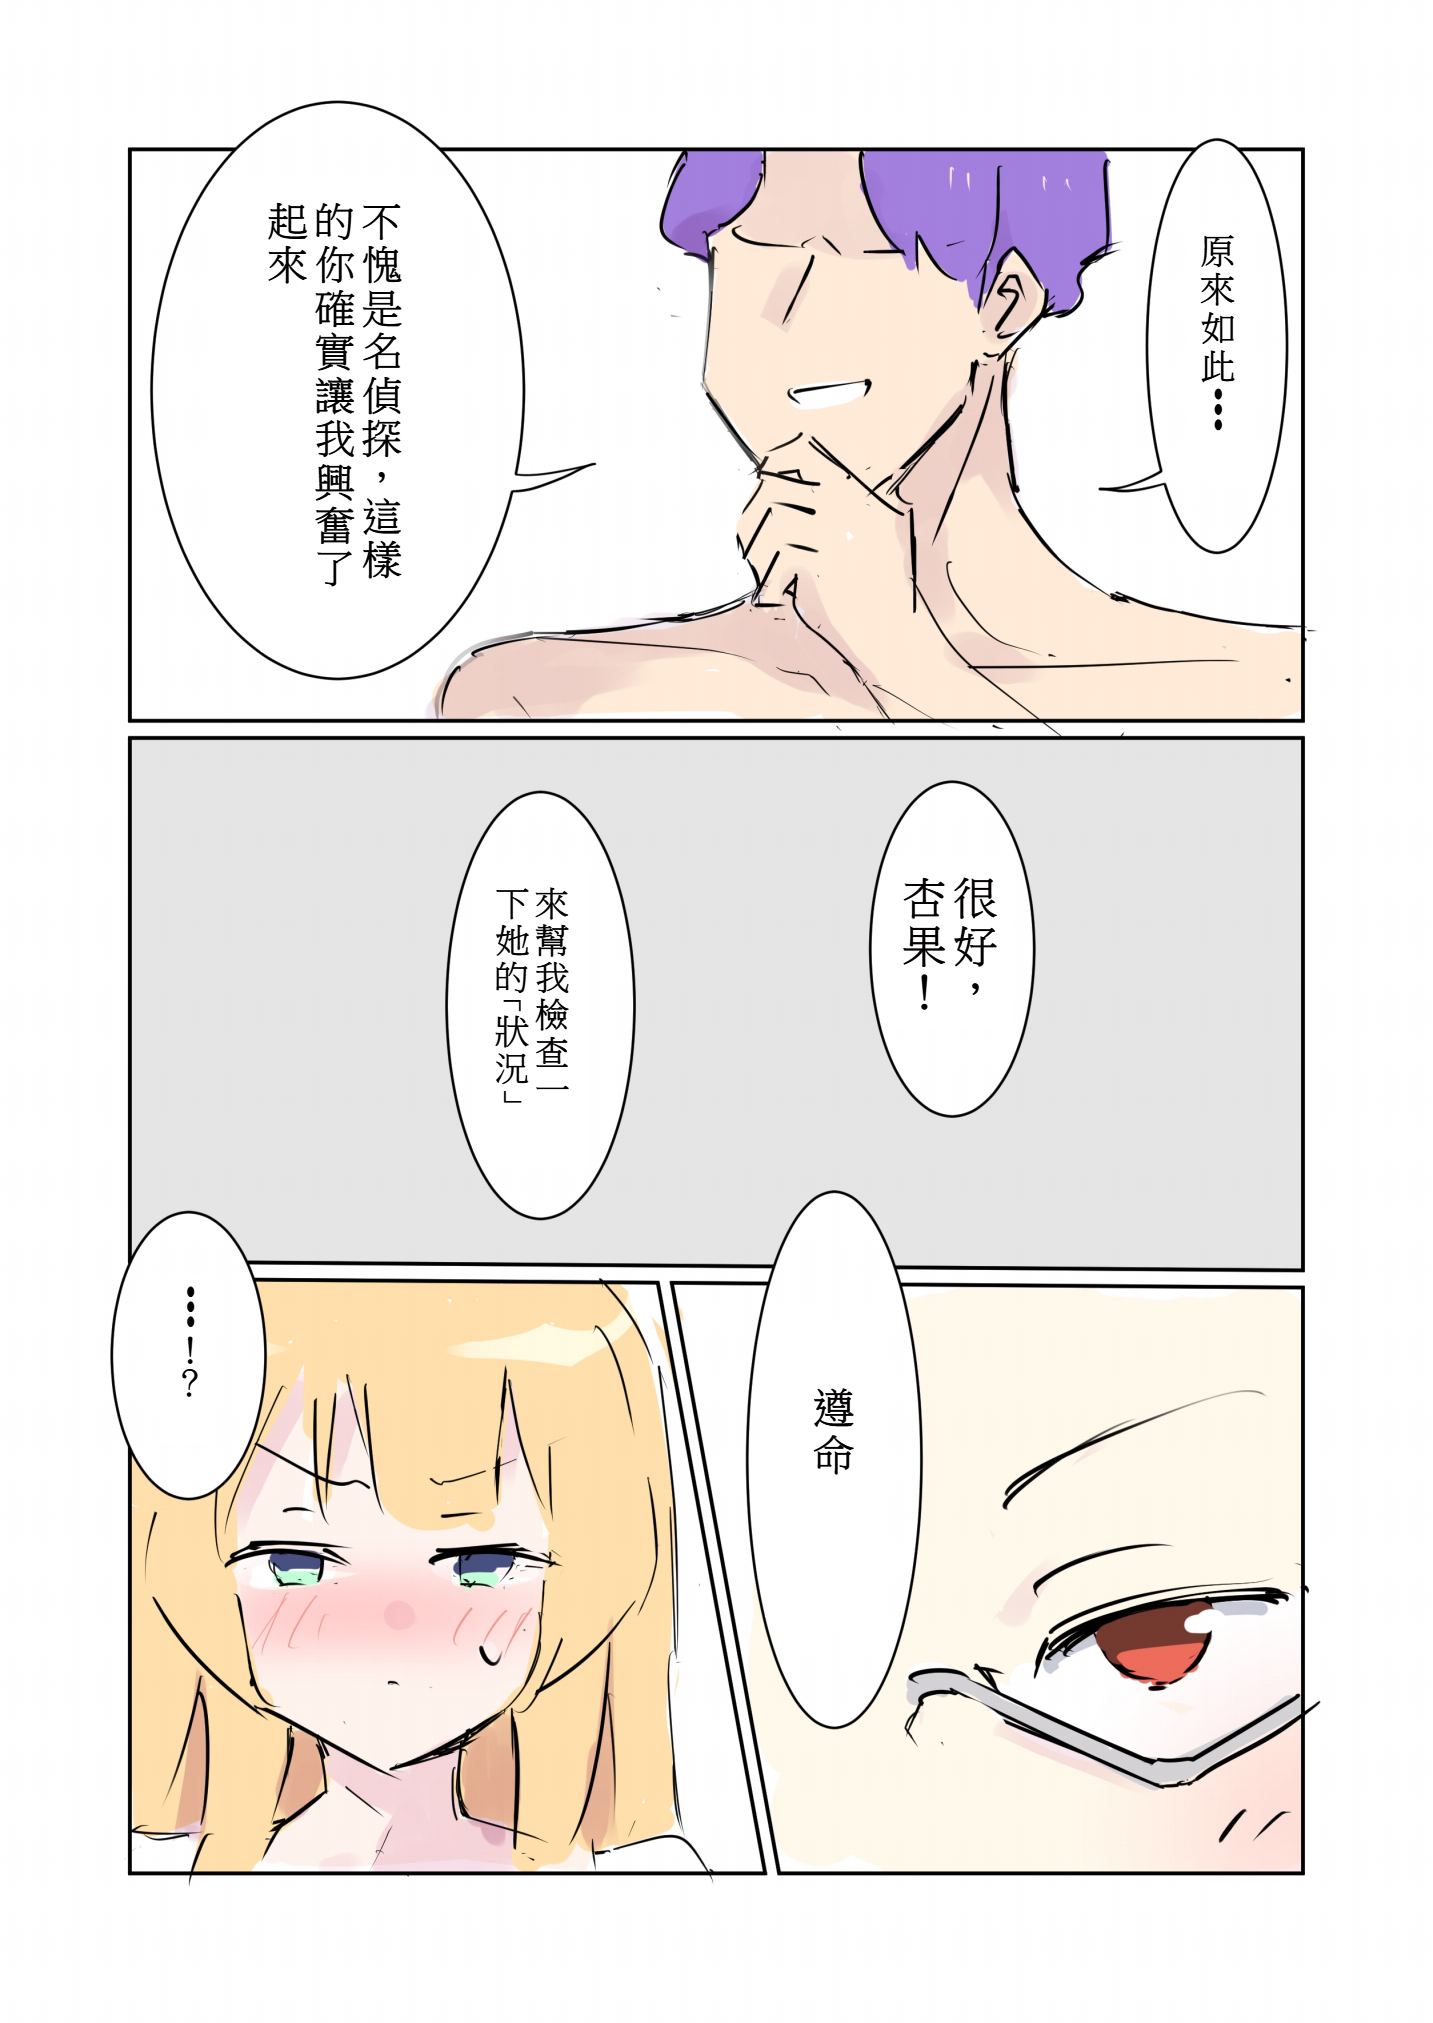 原來如此⋯⋯
不愧是名偵探，這樣
的你確實讓我興奮了
起來
很好，
杏果！
來幫我檢查一
下她的「狀況」
遵命
⋯⋯！？